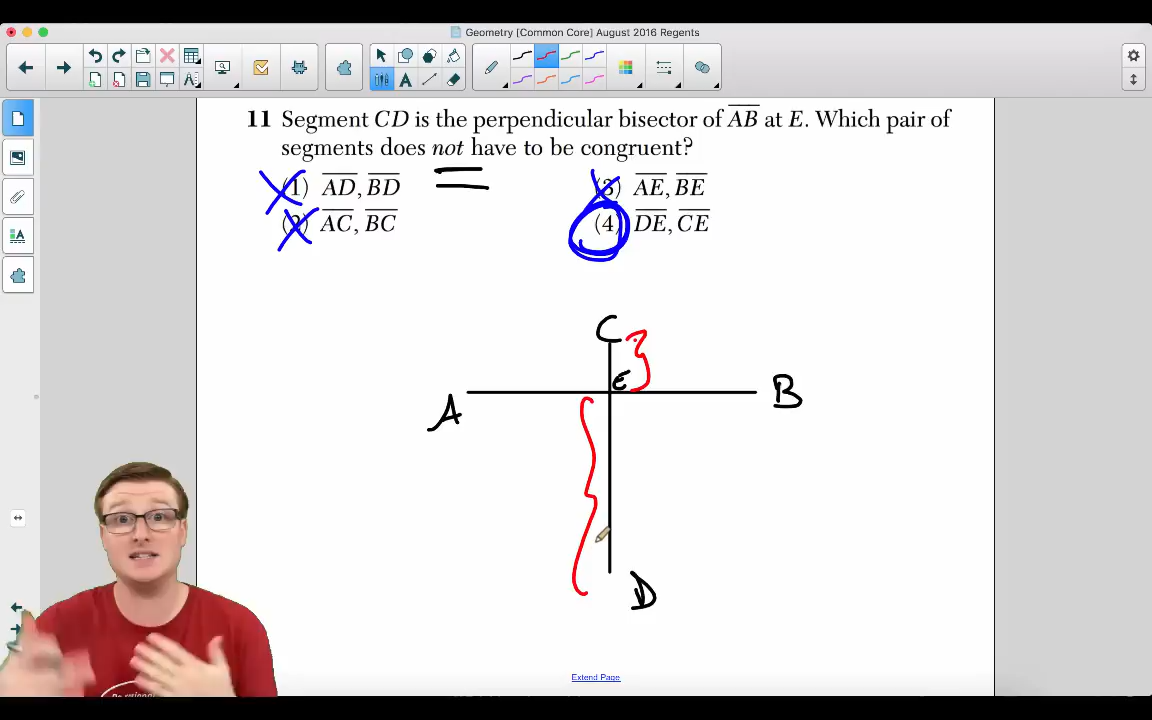 Geometry [Common Core] August 2016 Regents
11 Segment CD is the perpendicular bisector of AB at E. Which pair of
segments does not have to be congruent?
(1) AD, BD
(3) AE, BE
(2) AC, BC
(4) DE, CE
C
E
A
B
D
Extend Page